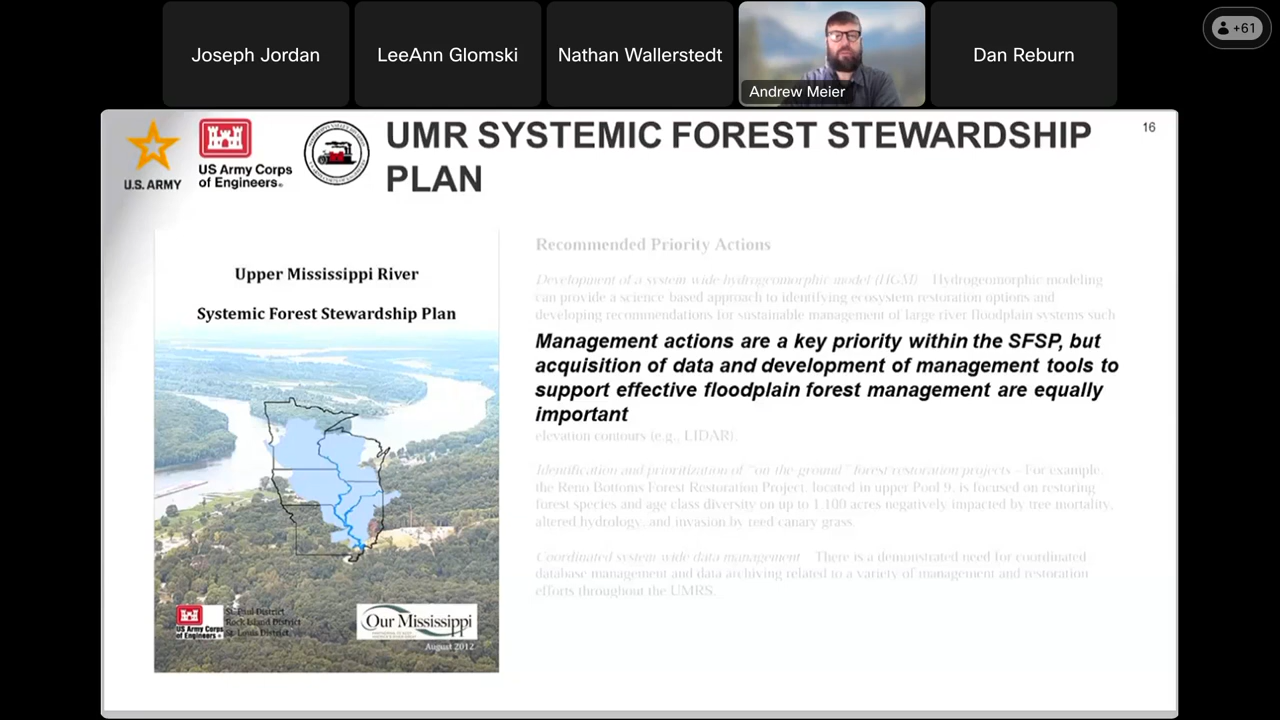 Joseph Jordan
LeeAnn Glomski
Nathan Wallerstedt
Andrew Meier
Dan Reburn
+61
U.S. ARMY
US Army Corps
of Engineers®
UMR SYSTEMIC FOREST STEWARDSHIP
PLAN
16
Upper Mississippi River
Systemic Forest Stewardship Plan
US Army Corps
of Engineers
St. Paul District
Rock Island District
St. Louis District
Our Mississippi
August 2012
Recommended Priority Actions
Development of a system wide hydrogeomorphic model (HGM) – Hydrogeomorphic modeling
can provide a science based approach to identifying ecosystem restoration options and
developing recommendations for sustainable management of large river floodplain systems such
Management actions are a key priority within the SFSP, but
acquisition of data and development of management tools to
support effective floodplain forest management are equally
important
elevation contours (e.g., LIDAR).
Identification and prioritization of "on the ground" forest restoration projects – For example,
the Reno Bottoms Forest Restoration Project, located in upper Pool 9, is focused on restoring
forest species and age class diversity on up to 1,100 acres negatively impacted by tree mortality,
altered hydrology, and invasion by reed canary grass.
Coordinated system wide data management – There is a demonstrated need for coordinated
database management and data archiving related to a variety of management and restoration
efforts throughout the UMRS.